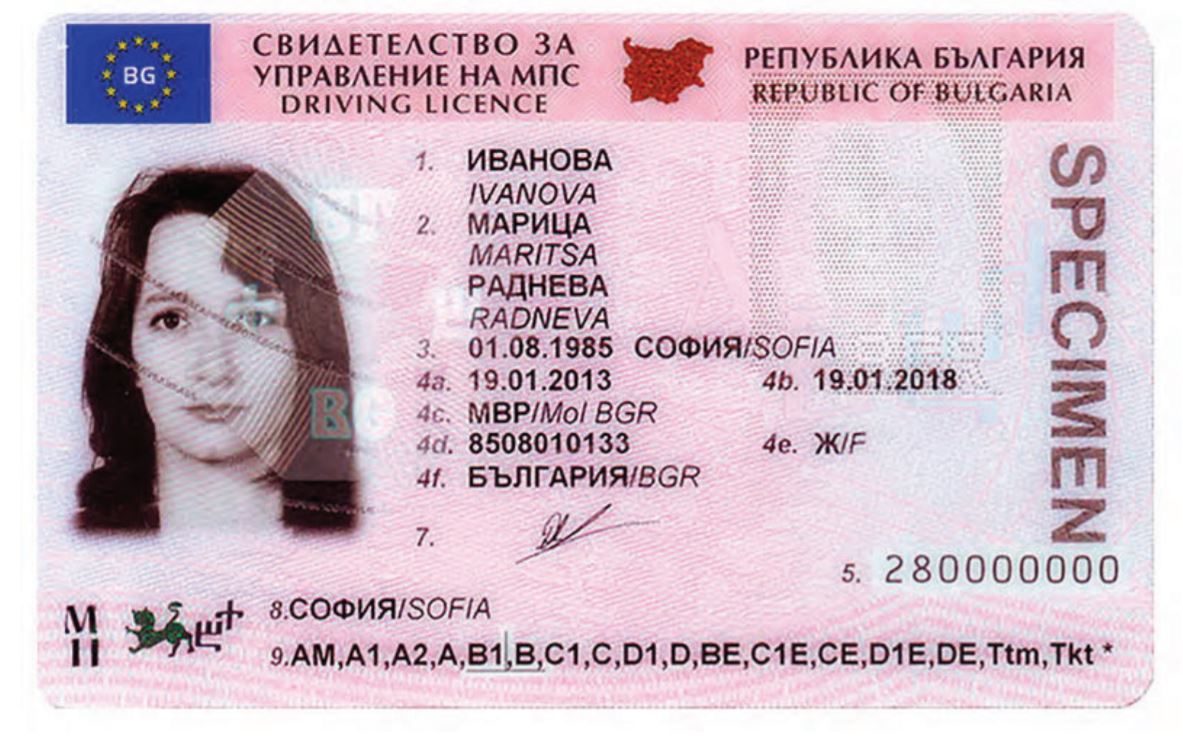 BG
СВИДЕТЕЛСТВО ЗА
УПРАВЛЕНИЕ НА МПС
DRIVING LICENCE
РЕПУБЛИКА БЪЛГАРИЯ
REPUBLIC OF BULGARIA
1. ИВАНОВА
IVANOVA
2. МАРИЦА
MARITSA
РАДНЕВА
RADNEVA
3. 01.08.1985 СОФИЯ/SOFIA
4a. 19.01.2013 4b. 19.01.2018
4c. МВР/MoI BGR
4d. 8508010133 4e. Ж/F
4f. БЪЛГАРИЯ/BGR
7.
5. 280000000
SPECIMEN
BG
8.СОФИЯ/SOFIA
9.AM,A1,A2,A,B1,B,C1,C,D1,D,BE,C1E,CE,D1E,DE,Ttm,Tkt *